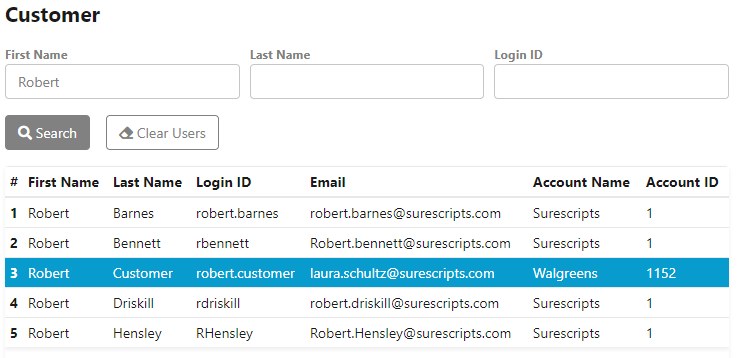 Customer
First Name Last Name Login ID
Robert
Search Clear Users
# First Name Last Name Login ID Email Account Name Account ID
1 Robert Barnes robert.barnes robert.barnes@surescripts.com Surescripts 1
2 Robert Bennett rbennett Robert.bennett@surescripts.com Surescripts 1
3 Robert Customer robert.customer laura.schultz@surescripts.com Walgreens 1152
4 Robert Driskill rdriskill robert.driskill@surescripts.com Surescripts 1
5 Robert Hensley RHensley Robert.Hensley@surescripts.com Surescripts 1